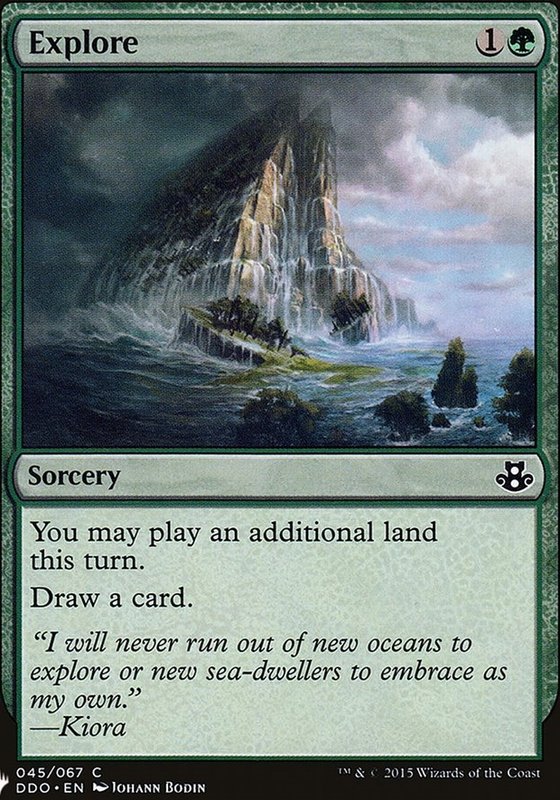 Explore 1
Sorcery
You may play an additional land
this turn.
Draw a card.
“I will never run out of new oceans to
explore or new sea-dwellers to embrace as
my own.”
—Kiora
045/067 C
DDO • EN Johann Bodin
™ & © 2015 Wizards of the Coast